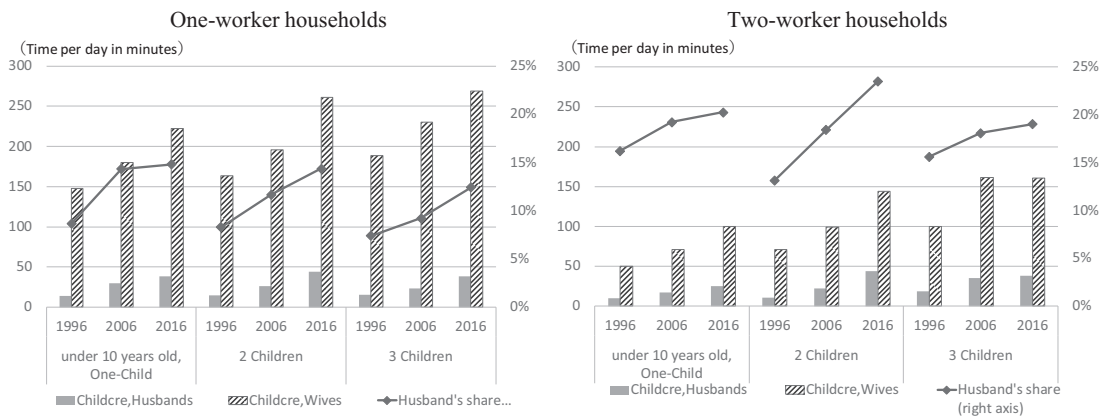 One-worker households
（Time per day in minutes）
300
250
200
150
100
50
0
25%
20%
15%
10%
5%
0%
1996 2006 2016 1996 2006 2016 1996 2006 2016
under 10 years old, One-Child
2 Children
3 Children
Childcre,Husbands Childcre,Wives Husband's share...
Two-worker households
（Time per day in minutes）
300
250
200
150
100
50
0
25%
20%
15%
10%
5%
0%
1996 2006 2016 1996 2006 2016 1996 2006 2016
under 10 years old,
One-Child
2 Children
3 Children
Childcre,Husbands Childcre,Wives Husband's share
(right axis)